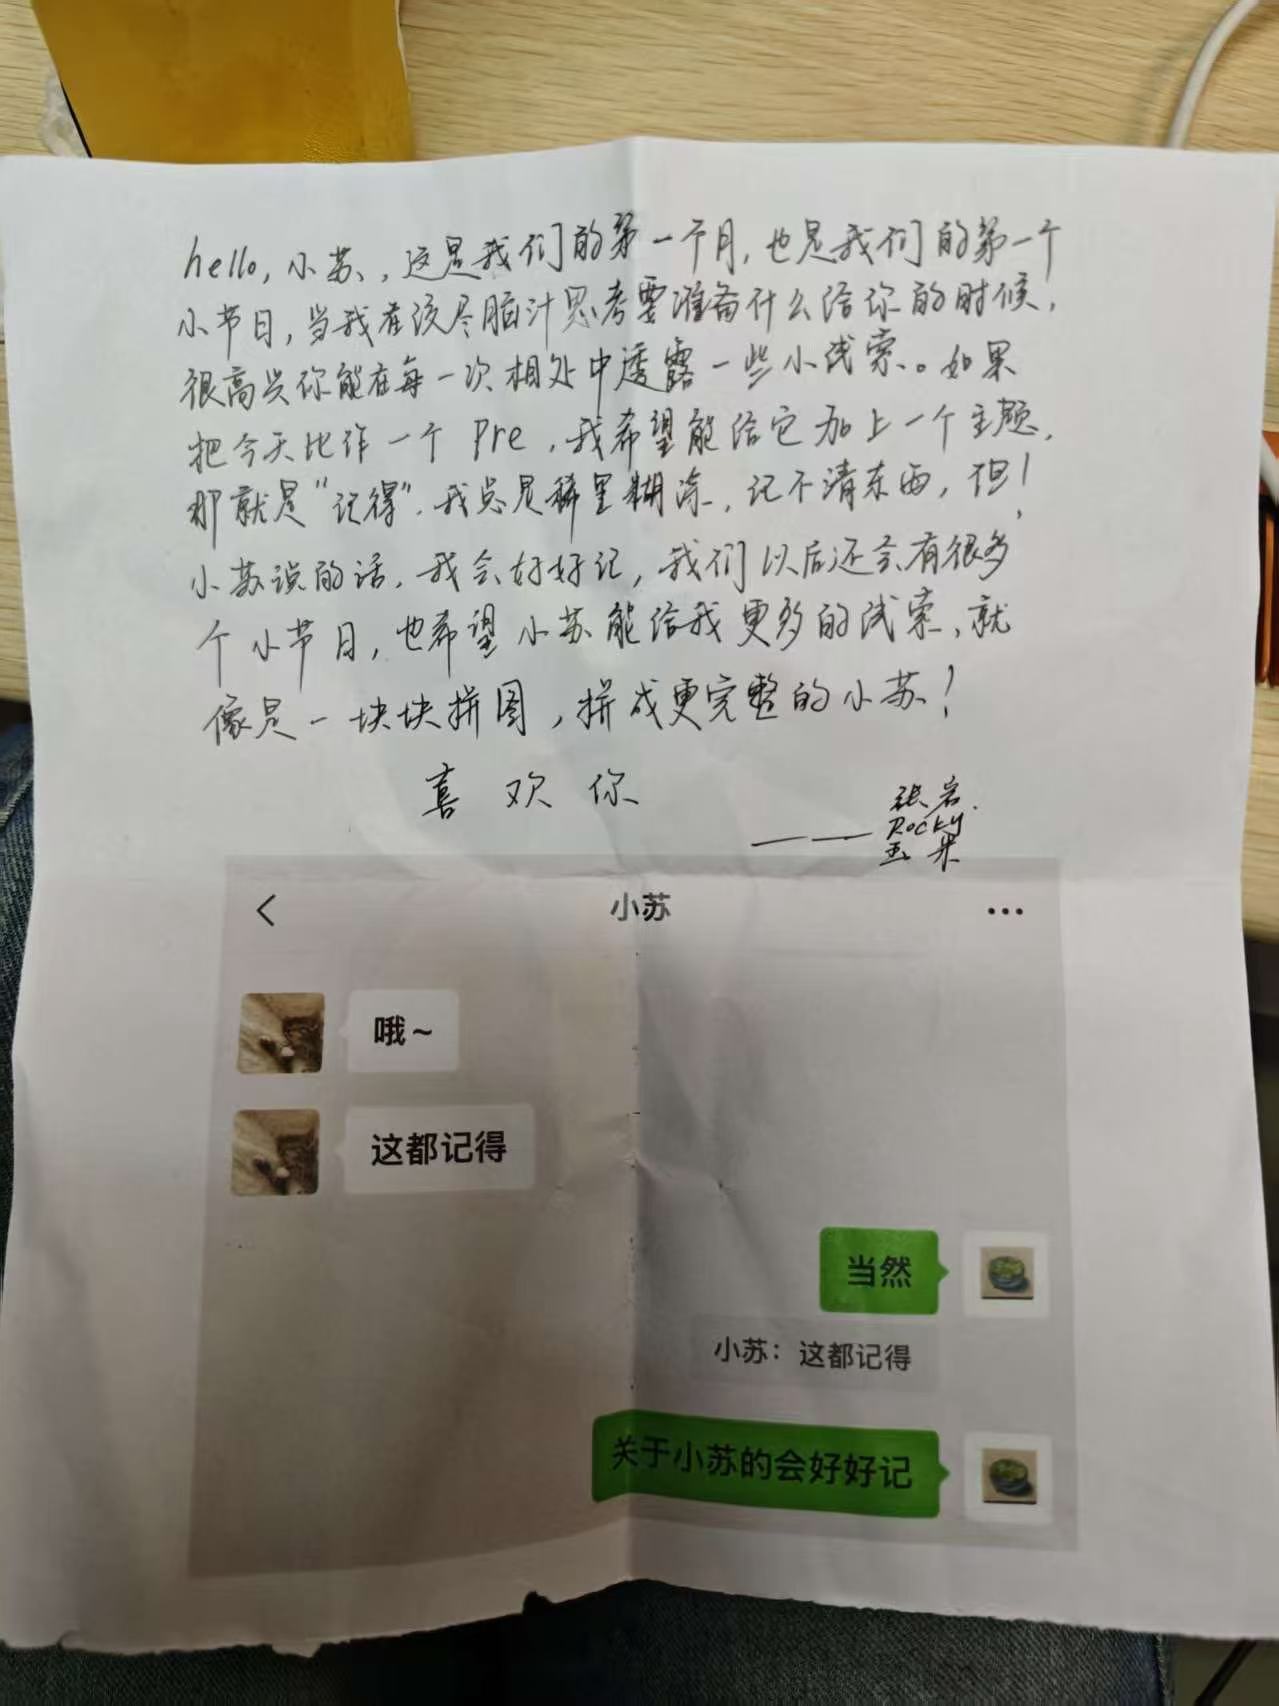 hello, 小苏, 这是我们的第一个月, 也是我们的第一个
小节日, 当我在该尽脑汁思考要准备什么给你的时候,
很高兴你能在每一次相处中透露一些小线索。如果
把今天比作一个 Pre, 我希望能给它加上一个主题,
那就是“记得”. 我总是稀里糊涂, 记不清东西, 但!
小苏说的话, 我会好好记, 我们以后还会有很多
个小节日, 也希望小苏能给我更多的线索, 就
像是一块块拼图, 拼成更完整的小苏!
喜欢你
——张岩.
Rocky
玉米
小苏
哦~
这都记得
当然
小苏: 这都记得
关于小苏的会好好记